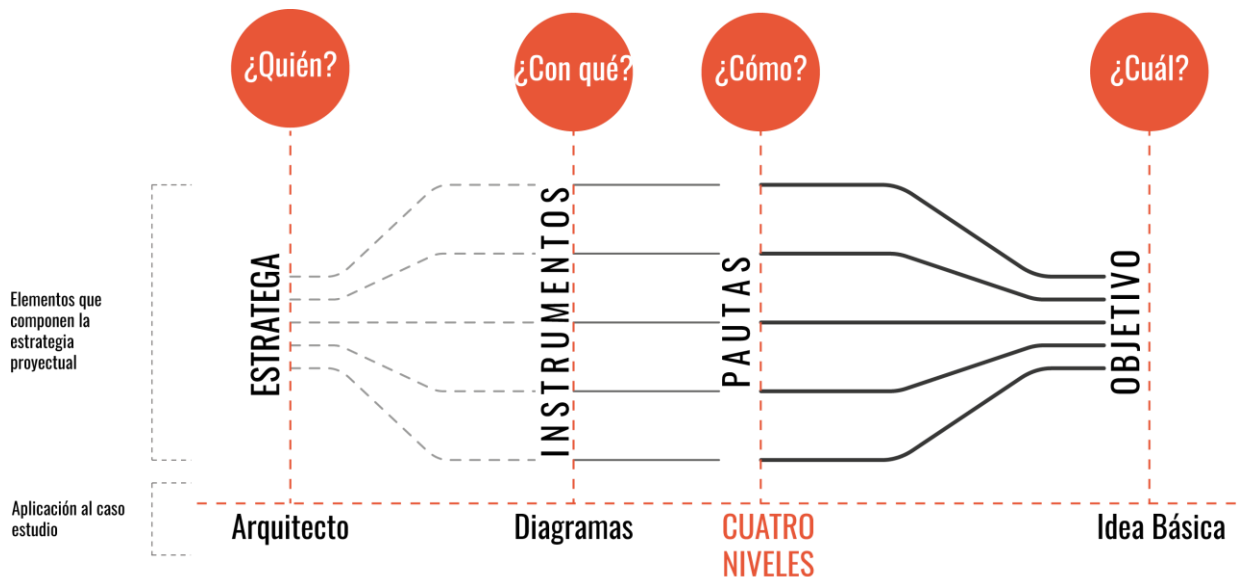 ¿Quién?
¿Con qué?
¿Cómo?
¿Cuál?
Elementos que
componen la
estrategia
proyectual
ESTRATEGA
INSTRUMENTOS
PAUTAS
OBJETIVO
Aplicación al caso
estudio
Arquitecto
Diagramas
CUATRO
NIVELES
Idea Básica